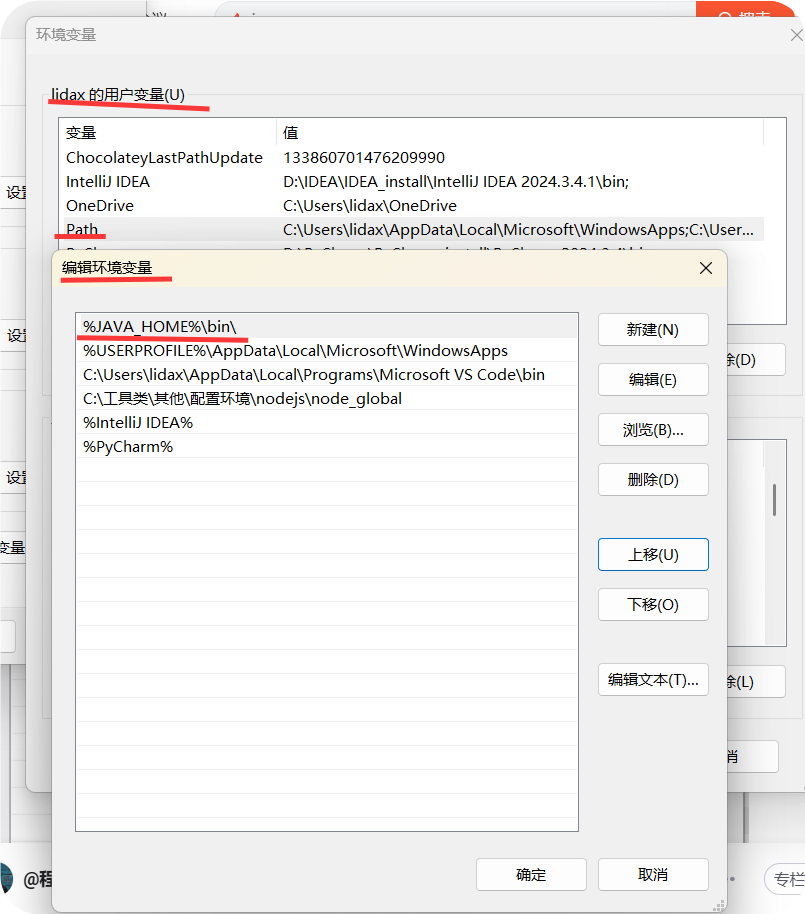 搜索
环境变量
lidax 的用户变量(U)
变量 值
ChocolateyLastPathUpdate 133860701476209990
IntelliJ IDEA D:\IDEA\IDEA_install\IntelliJ IDEA 2024.3.4.1\bin;
OneDrive C:\Users\lidax\OneDrive
Path C:\Users\lidax\AppData\Local\Microsoft\WindowsApps;C:\User...
编辑环境变量
%JAVA_HOME%\bin\
%USERPROFILE%\AppData\Local\Microsoft\WindowsApps
C:\Users\lidax\AppData\Local\Programs\Microsoft VS Code\bin
C:\工具类\其他\配置环境\nodejs\node_global
%IntelliJ IDEA%
%PyCharm%
新建(N)
编辑(E)
浏览(B)...
删除(D)
上移(U)
下移(O)
编辑文本(T)...
确定
取消
除(D)
除(L)
消
设置
设置
设置
变量
@程
专栏